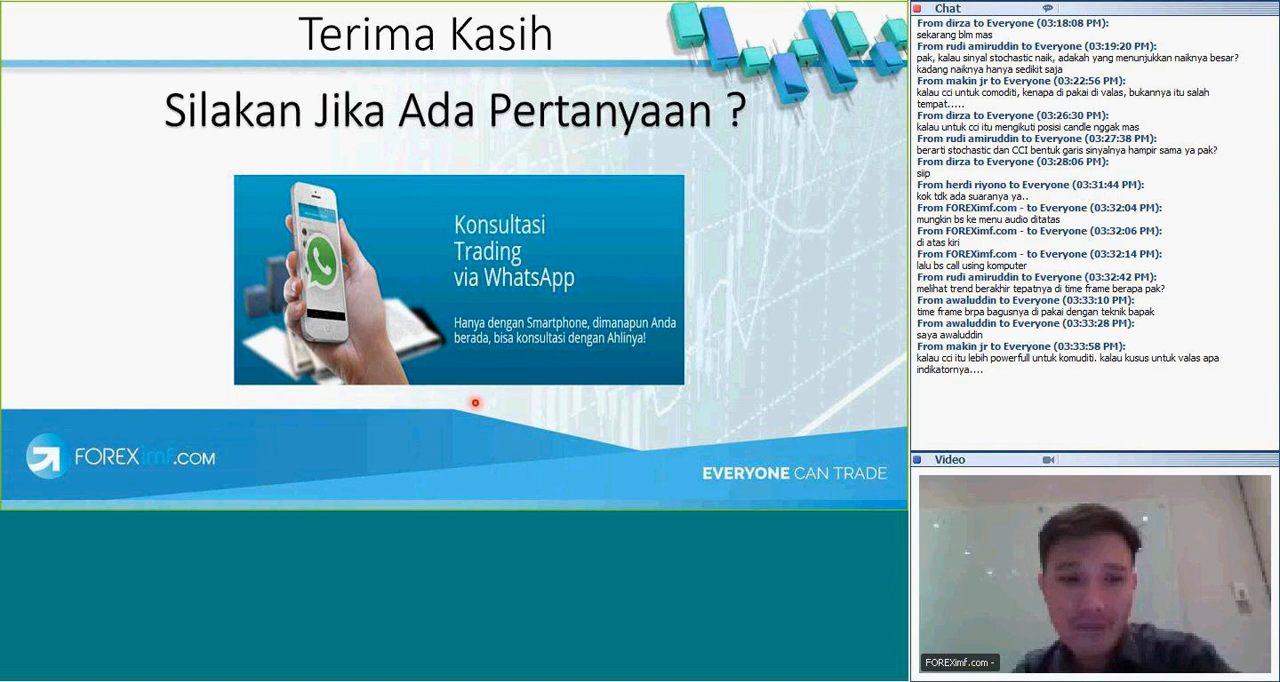 Terima Kasih
Silakan Jika Ada Pertanyaan ?
Konsultasi
Trading
via WhatsApp
Hanya dengan Smartphone, dimanapun Anda
berada, bisa konsultasi dengan Ahlinya!
FOREXimf.COM
EVERYONE CAN TRADE
Chat
From dirza to Everyone (03:18:08 PM):
sekarang blm mas
From rudi amiruddin to Everyone (03:19:20 PM):
pak, kalau sinyal stochastic naik, adakah yang menunjukkan naiknya besar?
kadang naiknya hanya sedikit saja
From makin jr to Everyone (03:22:56 PM):
kalau cci untuk comoditi, kenapa di pakai di valas, bukannya itu salah
tempat.....
From dirza to Everyone (03:26:30 PM):
kalau untuk cci itu mengikuti posisi candle nggak mas
From rudi amiruddin to Everyone (03:27:38 PM):
berarti stochastic dan CCI bentuk garis sinyalnya hampir sama ya pak?
From dirza to Everyone (03:28:06 PM):
siip
From herdi riyono to Everyone (03:31:44 PM):
kok tdk ada suaranya ya..
From FOREXimf.com - to Everyone (03:32:04 PM):
mungkin bs ke menu audio ditatas
From FOREXimf.com - to Everyone (03:32:06 PM):
di atas kiri
From FOREXimf.com - to Everyone (03:32:14 PM):
lalu bs call using komputer
From rudi amiruddin to Everyone (03:32:42 PM):
melihat trend berakhir tepatnya di time frame berapa pak?
From awaluddin to Everyone (03:33:10 PM):
time frame brpa bagusnya di pakai dengan teknik bapak
From awaluddin to Everyone (03:33:28 PM):
saya awaluddin
From makin jr to Everyone (03:33:58 PM):
kalau cci itu lebih powerfull untuk komuditi. kalau kusus untuk valas apa
indikatornya....
Video
FOREXimf.com -